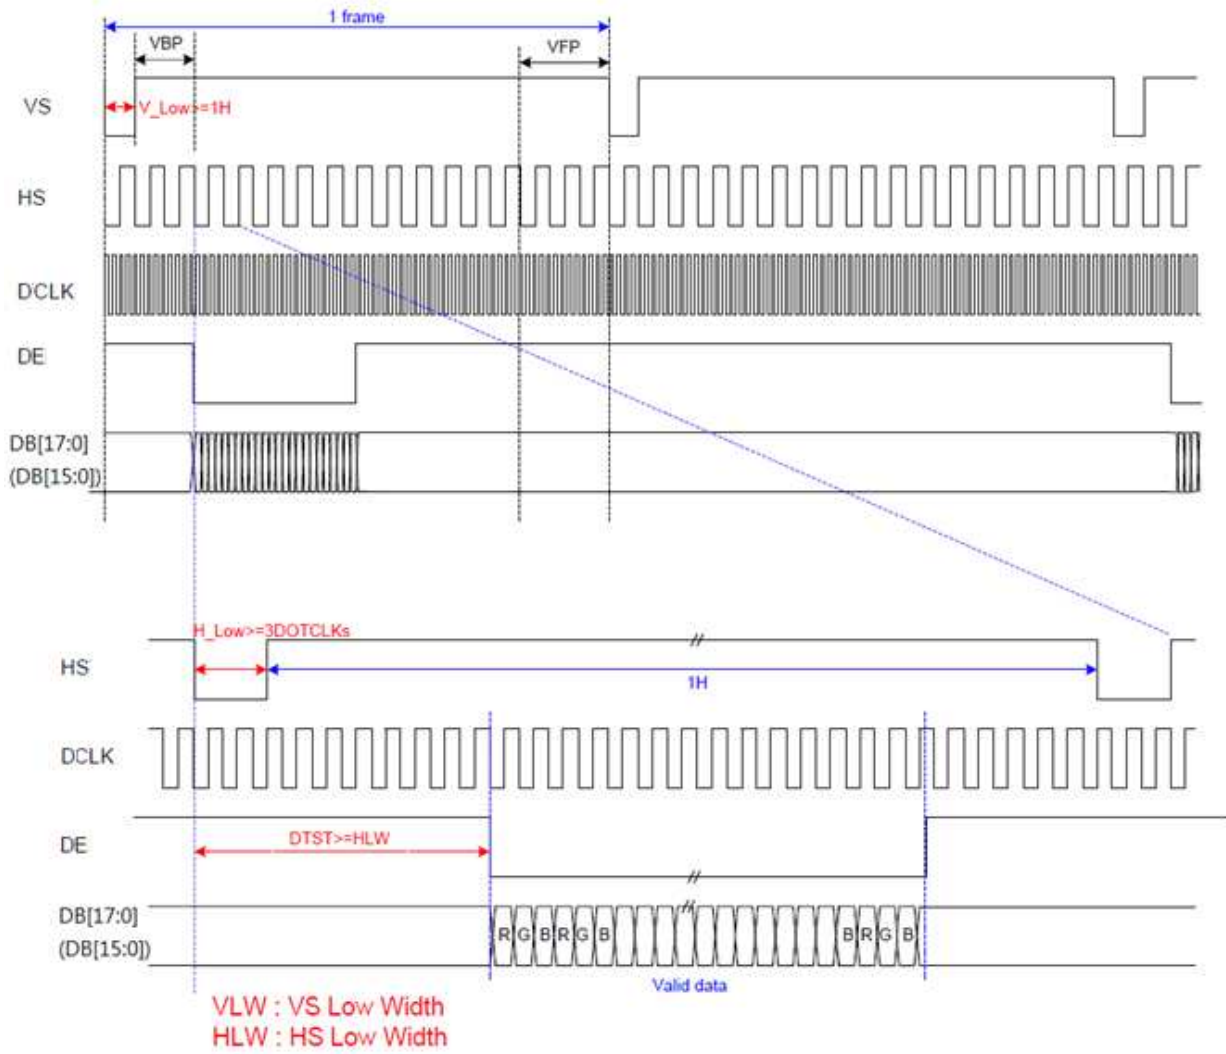 1 frame
VBP
VFP
VS
V_Low>=1H
HS
DCLK
DE
DB[17:0]
(DB[15:0])
H_Low>=3DOTCLKs
HS
1H
DCLK
DTST>=HLW
DE
DB[17:0]
(DB[15:0])
R G B R G B B R G B
Valid data
VLW : VS Low Width
HLW : HS Low Width